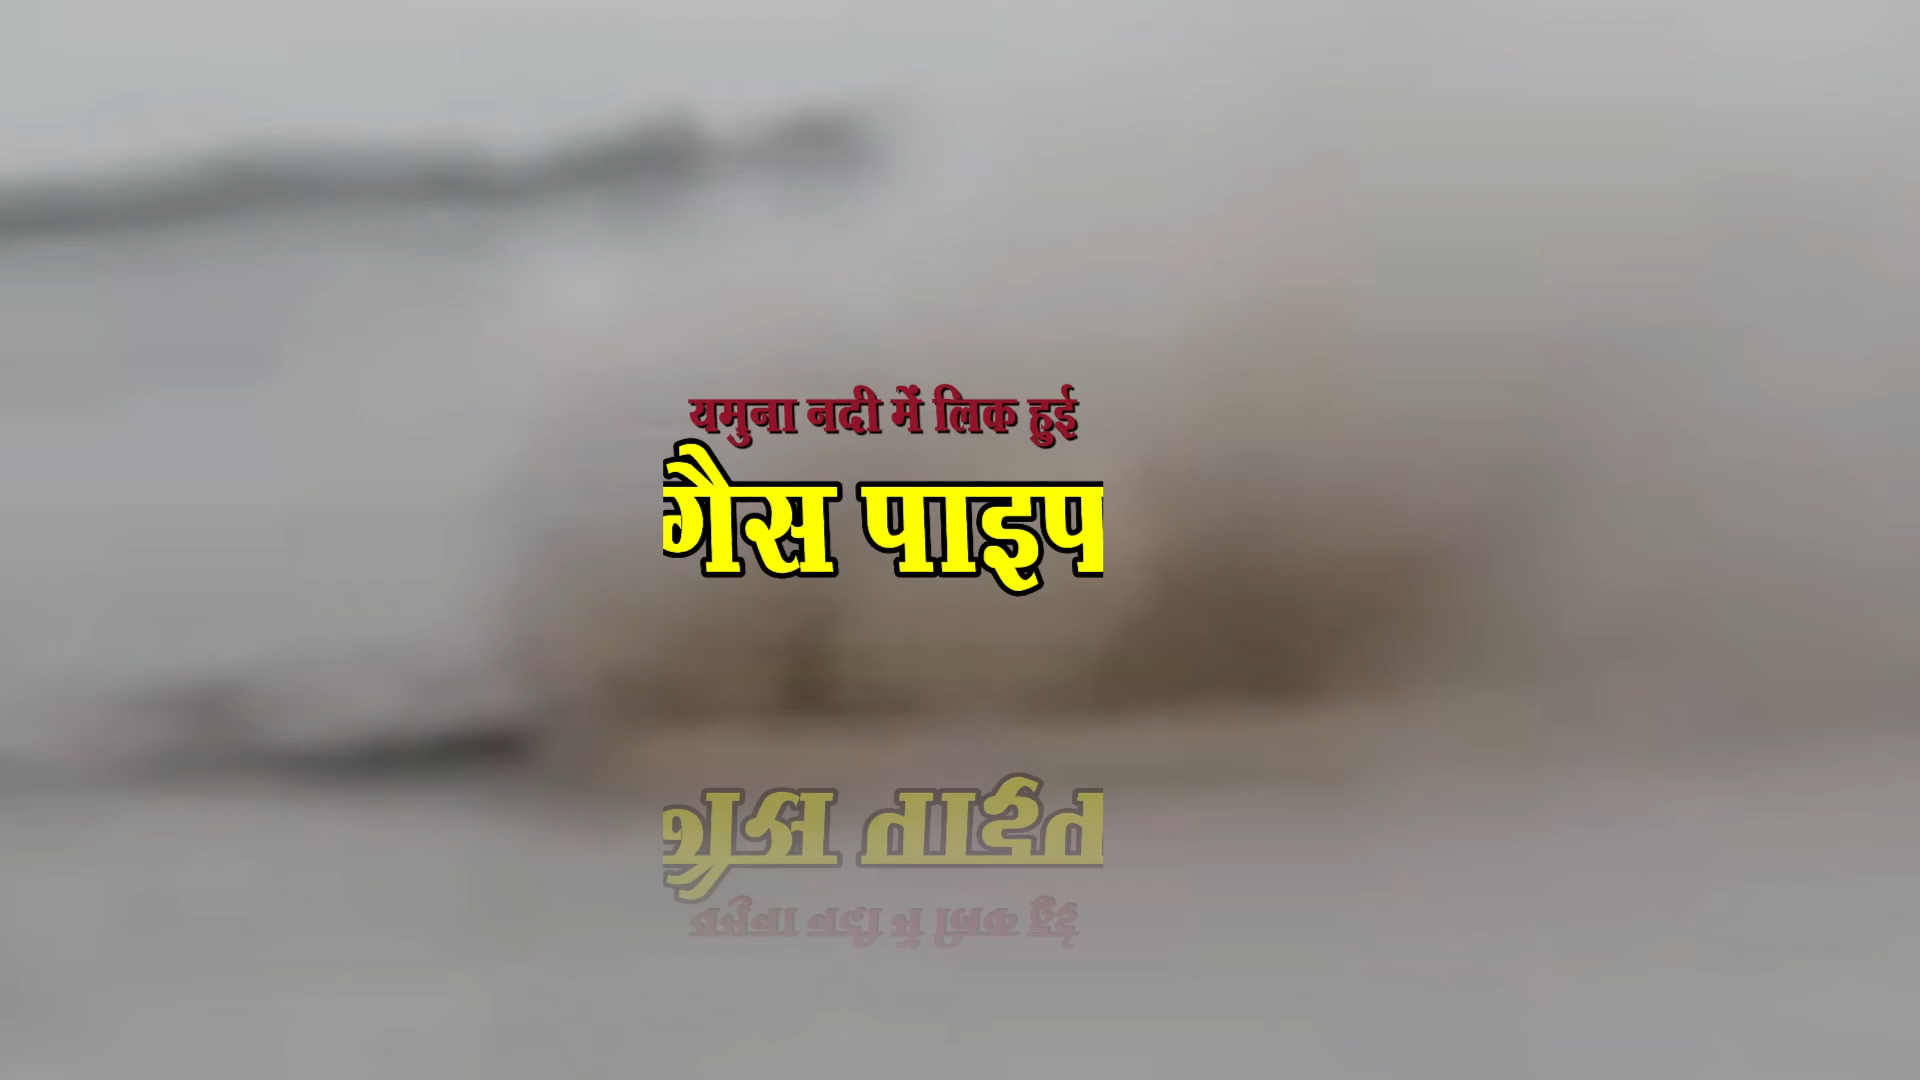 यमुना नदी में लिक हुई
गैस पाइप